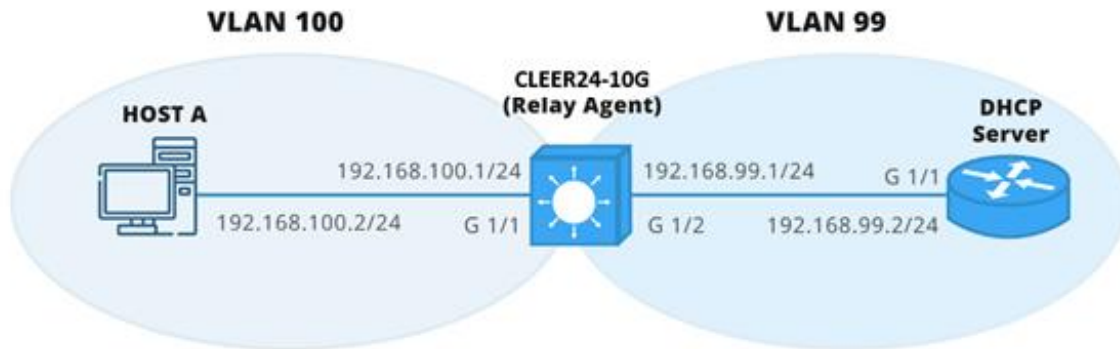 VLAN 100
VLAN 99
CLEER24-10G
(Relay Agent)
HOST A
DHCP
Server
192.168.100.1/24
192.168.99.1/24
G 1/1
192.168.100.2/24
G 1/1
G 1/2
192.168.99.2/24